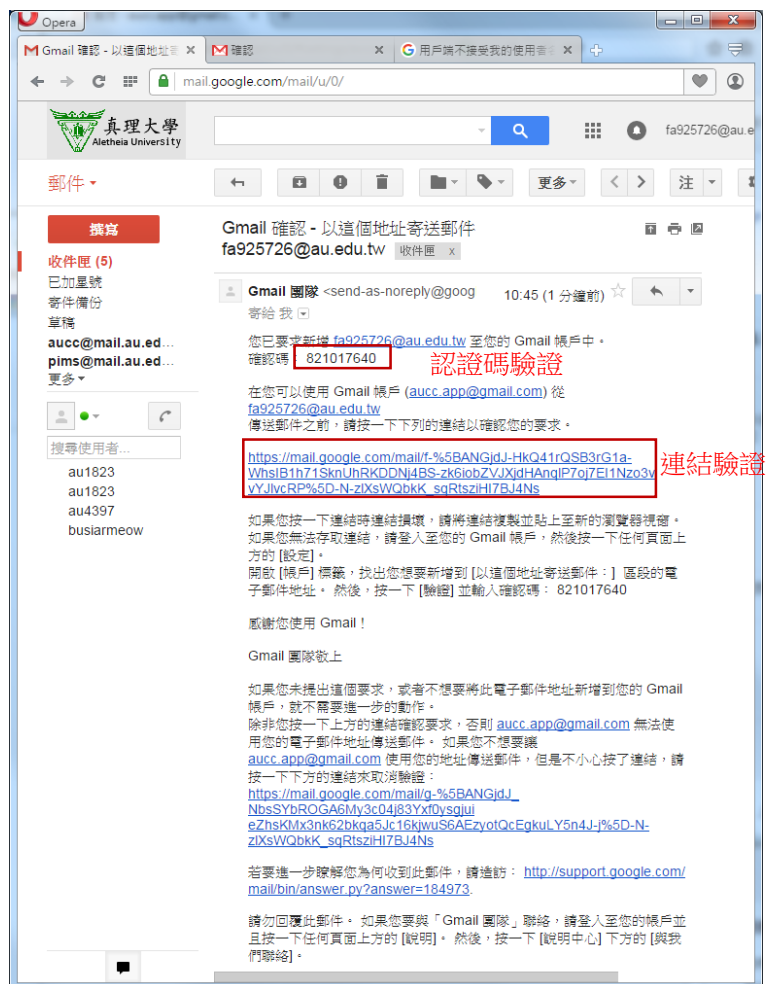 Opera
Gmail 確認 - 以這個地址寄
確認
用戶端不接受我的使用者
mail.google.com/mail/u/0/
真理大學
Aletheia University
fa925726@au.e
郵件
更多
注
撰寫
Gmail 確認 - 以這個地址寄送郵件
fa925726@au.edu.tw 收件匣 x
收件匣 (5)
已加星號
寄件備份
草稿
aucc@mail.au.ed...
pims@mail.au.ed...
更多
搜尋使用者...
au1823
au1823
au4397
busiarmeow
Gmail 團隊 <send-as-noreply@goog 10:45 (1 分鐘前)
寄給 我
您已要求新增 fa925726@au.edu.tw 至您的 Gmail 帳戶中。
確認碼： 821017640
認證碼驗證
在您可以使用 Gmail 帳戶 (aucc.app@gmail.com) 從
fa925726@au.edu.tw
傳送郵件之前，請按一下下列的連結以確認您的要求。
https://mail.google.com/mail/f-%5BANGjdJ-HkQ41rQSB3rG1a-
WhsIB1h71SknUhRKDDNj4BS-zk6iobZVJXjdHAnqlP7oj7El1Nzo3v
vYJlvcRP%5D-N-zlXsWQbkK_sqRtsziHI7BJ4Ns
連結驗證
如果您按一下連結時連結損壞，請將連結複製並貼上至新的瀏覽器視窗。
如果您無法存取連結，請登入至您的 Gmail 帳戶，然後按一下任何頁面上
方的 [設定]。
開啟 [帳戶] 標籤，找出您想要新增到 [以這個地址寄送郵件：] 區段的電
子郵件地址。 然後，按一下 [驗證] 並輸入確認碼： 821017640
感謝您使用 Gmail！
Gmail 團隊敬上
如果您未提出這個要求，或者不想要將此電子郵件地址新增到您的 Gmail
帳戶，就不需要進一步的動作。
除非您按一下上方的連結確認要求，否則 aucc.app@gmail.com 無法使
用您的電子郵件地址傳送郵件。 如果您不想要讓
aucc.app@gmail.com 使用您的地址傳送郵件，但是不小心按了連結，請
按一下下方的連結來取消驗證：
https://mail.google.com/mail/g-%5BANGjdJ_
NbsSYbROGA6My3c04j83Yxf0ysgjui
eZhsKMx3nk62bkqa5Jc16kjwuS6AEzyotQcEgkuLY5n4J-j%5D-N-
zlXsWQbkK_sqRtsziHI7BJ4Ns
若要進一步瞭解您為何收到此郵件，請造訪： http://support.google.com/
mail/bin/answer.py?answer=184973.
請勿回覆此郵件。 如果您要與「Gmail 團隊」聯絡，請登入至您的帳戶並
且按一下任何頁面上方的 [說明]。 然後，按一下 [說明中心] 下方的 [與我
們聯絡]。